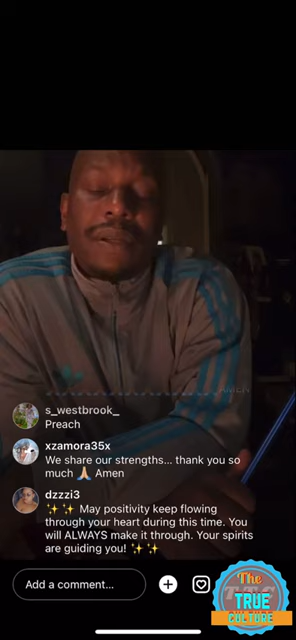 s_westbrook_
Preach
xzamora35x
We share our strengths... thank you so
much 🙏🏼 Amen
dzzzi3
✨✨ May positivity keep flowing
through your heart during this time. You
will ALWAYS make it through. Your spirits
are guiding you! ✨✨
Add a comment...
The
TRUE
CULTURE